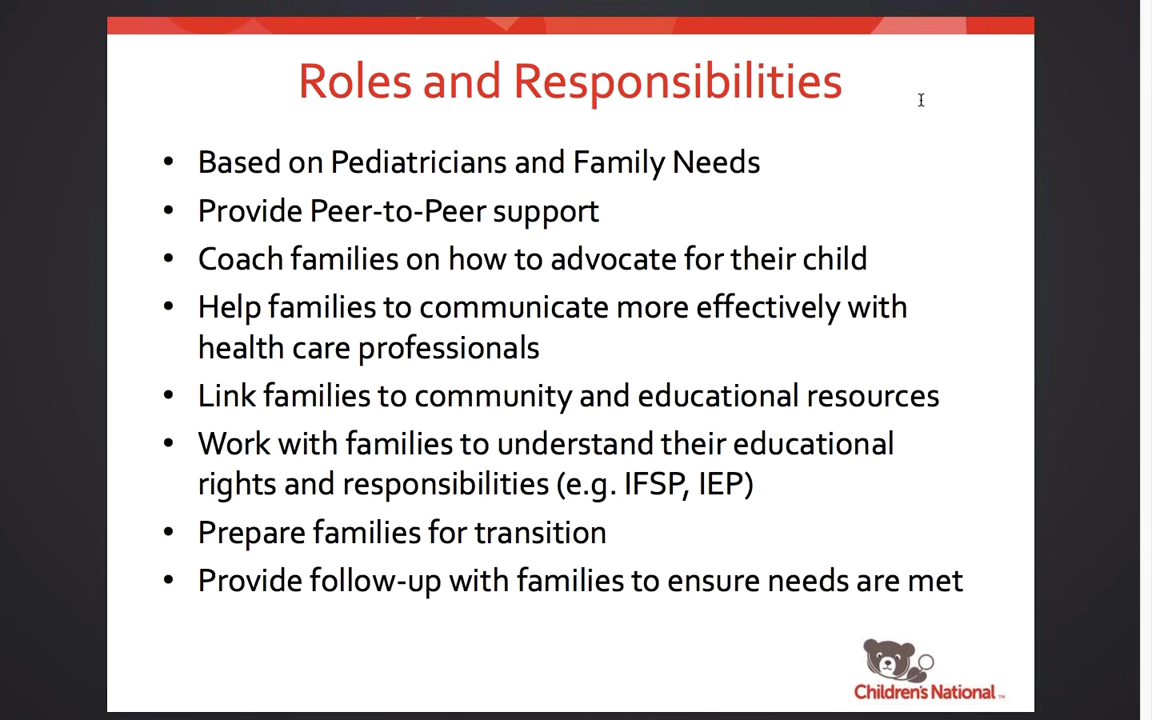 Roles and Responsibilities
• Based on Pediatricians and Family Needs
• Provide Peer-to-Peer support
• Coach families on how to advocate for their child
• Help families to communicate more effectively with
health care professionals
• Link families to community and educational resources
• Work with families to understand their educational
rights and responsibilities (e.g. IFSP, IEP)
• Prepare families for transition
• Provide follow-up with families to ensure needs are met
Children's National ™